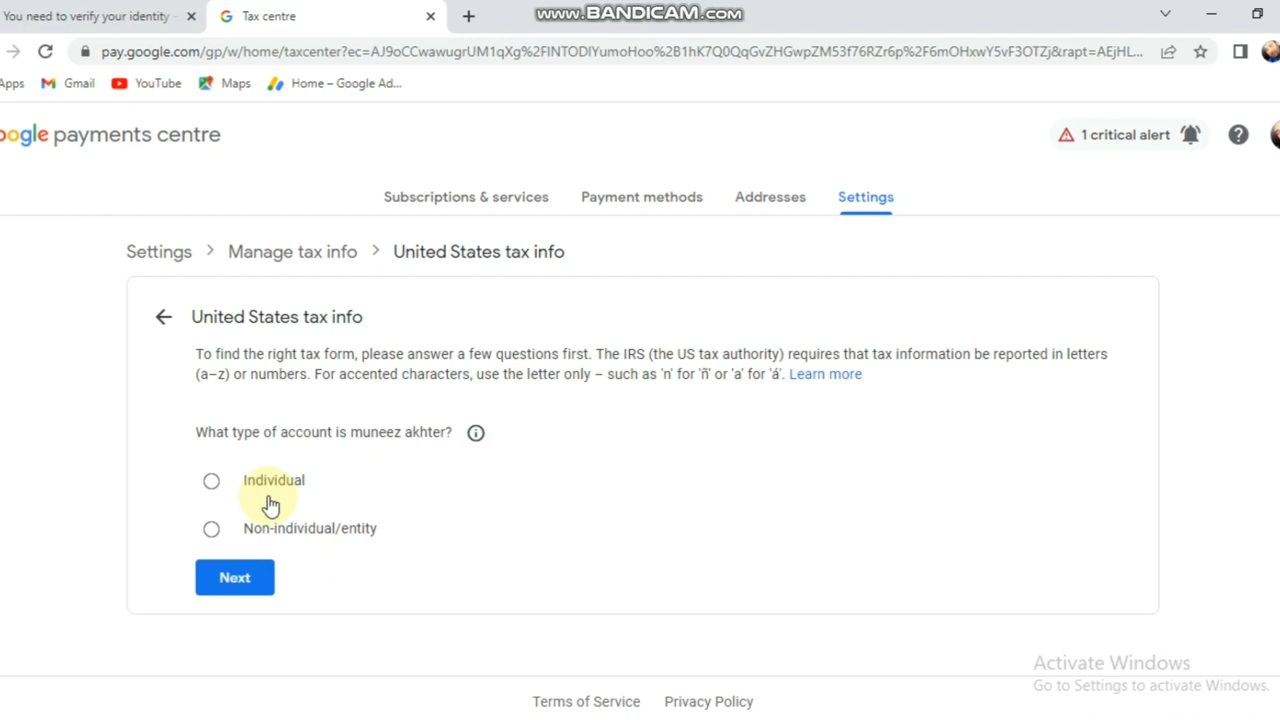 You need to verify your identity -
Tax centre
www.BANDICAM.com
pay.google.com/gp/w/home/taxcenter?ec=AJ9oCCwawugrUM1qXg%2FINTODlYumoHoo%2B1hK7Q0QqGvZHGwpZM53f76RZr6p%2F6mOHxwY5vF3OTZj&rapt=AEjHL...
Apps
Gmail
YouTube
Maps
Home – Google Ad...
oogle payments centre
1 critical alert
Subscriptions & services
Payment methods
Addresses
Settings
Settings > Manage tax info > United States tax info
United States tax info
To find the right tax form, please answer a few questions first. The IRS (the US tax authority) requires that tax information be reported in letters
(a–z) or numbers. For accented characters, use the letter only – such as 'n' for 'ñ' or 'a' for 'á'. Learn more
What type of account is muneez akhter?
Individual
Non-individual/entity
Next
Activate Windows
Go to Settings to activate Windows.
Terms of Service
Privacy Policy